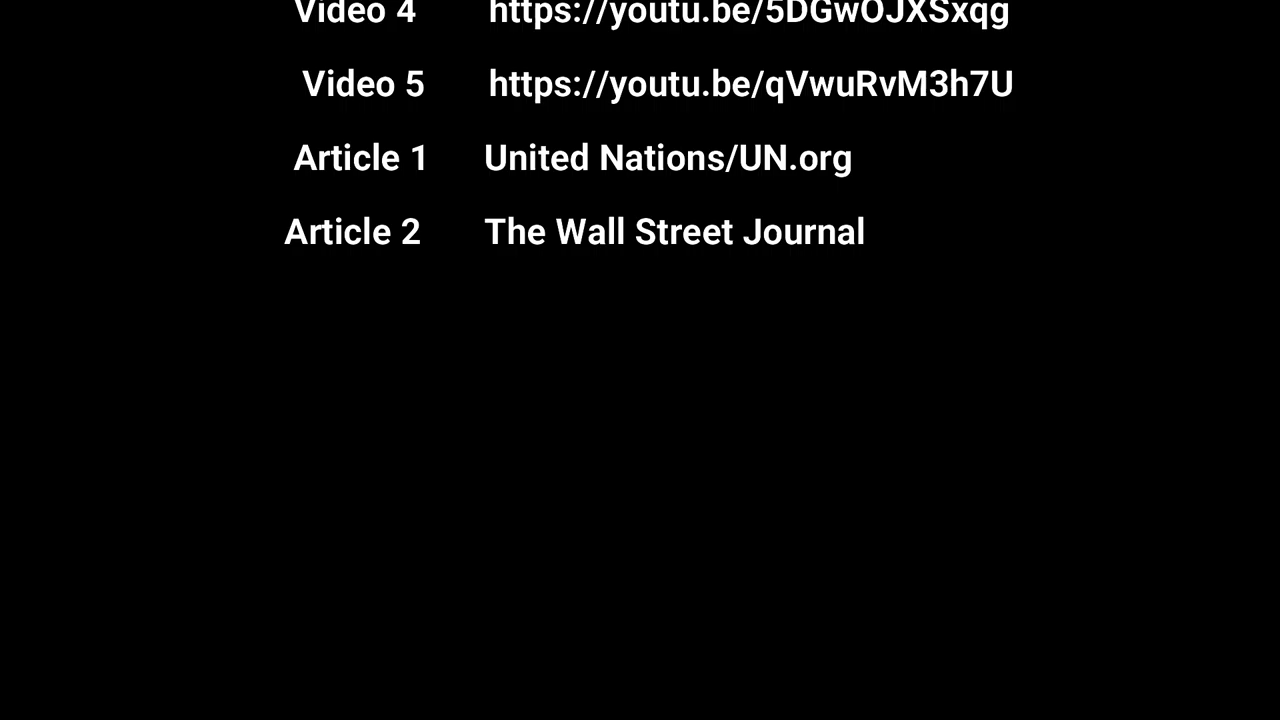 Video 4 https://youtu.be/5DGwOJXSxqg
Video 5 https://youtu.be/qVwuRvM3h7U
Article 1 United Nations/UN.org
Article 2 The Wall Street Journal